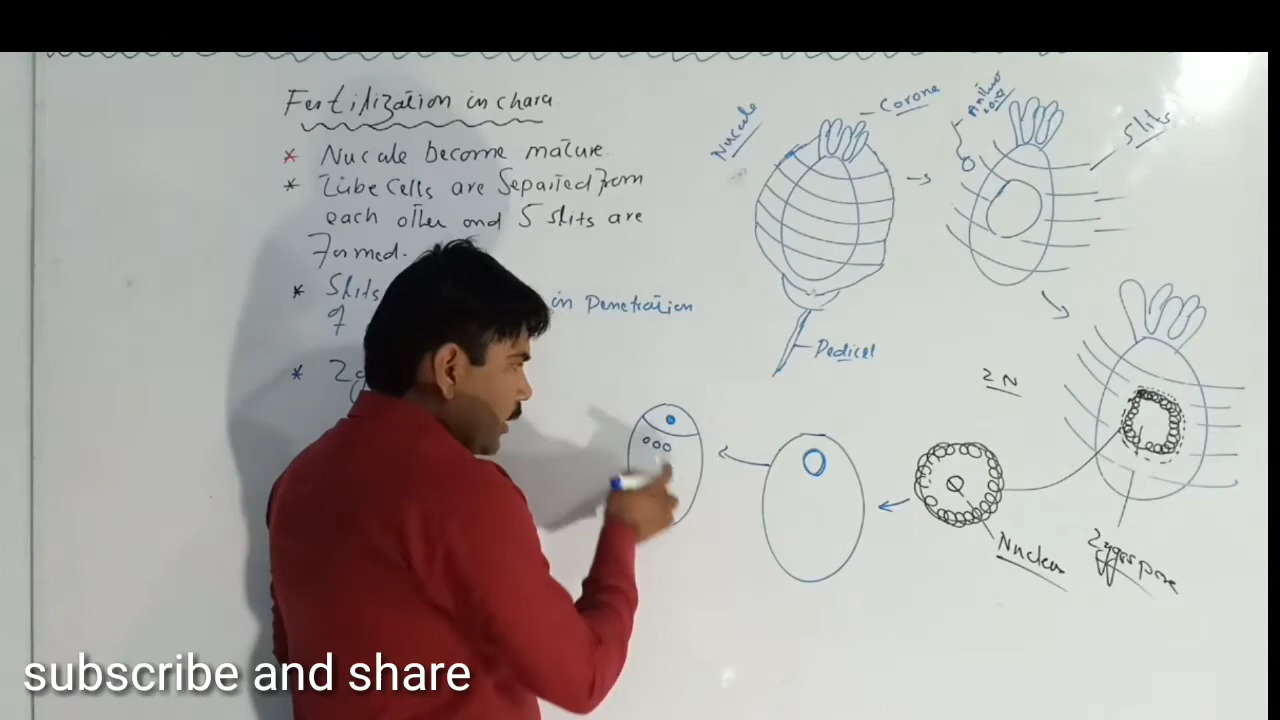 Fertilization in chara
* Nucule become mature.
* Tube cells are Separted from
each other and 5 slits are
Formed.
* Slits in Penetration
*
Nucule
Corona
Pedicel
Slits
2N
Nucleus
Zygospore
subscribe and share